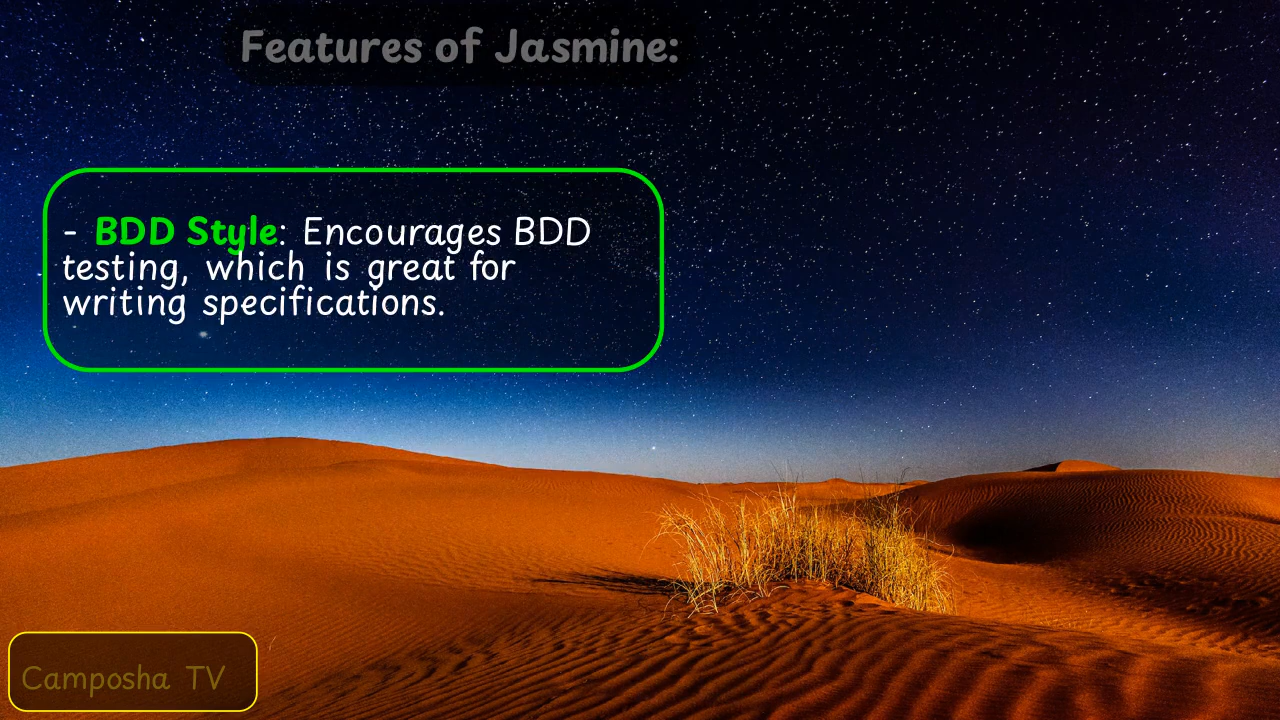 Features of Jasmine:
- BDD Style: Encourages BDD
testing, which is great for
writing specifications.
Camposha TV